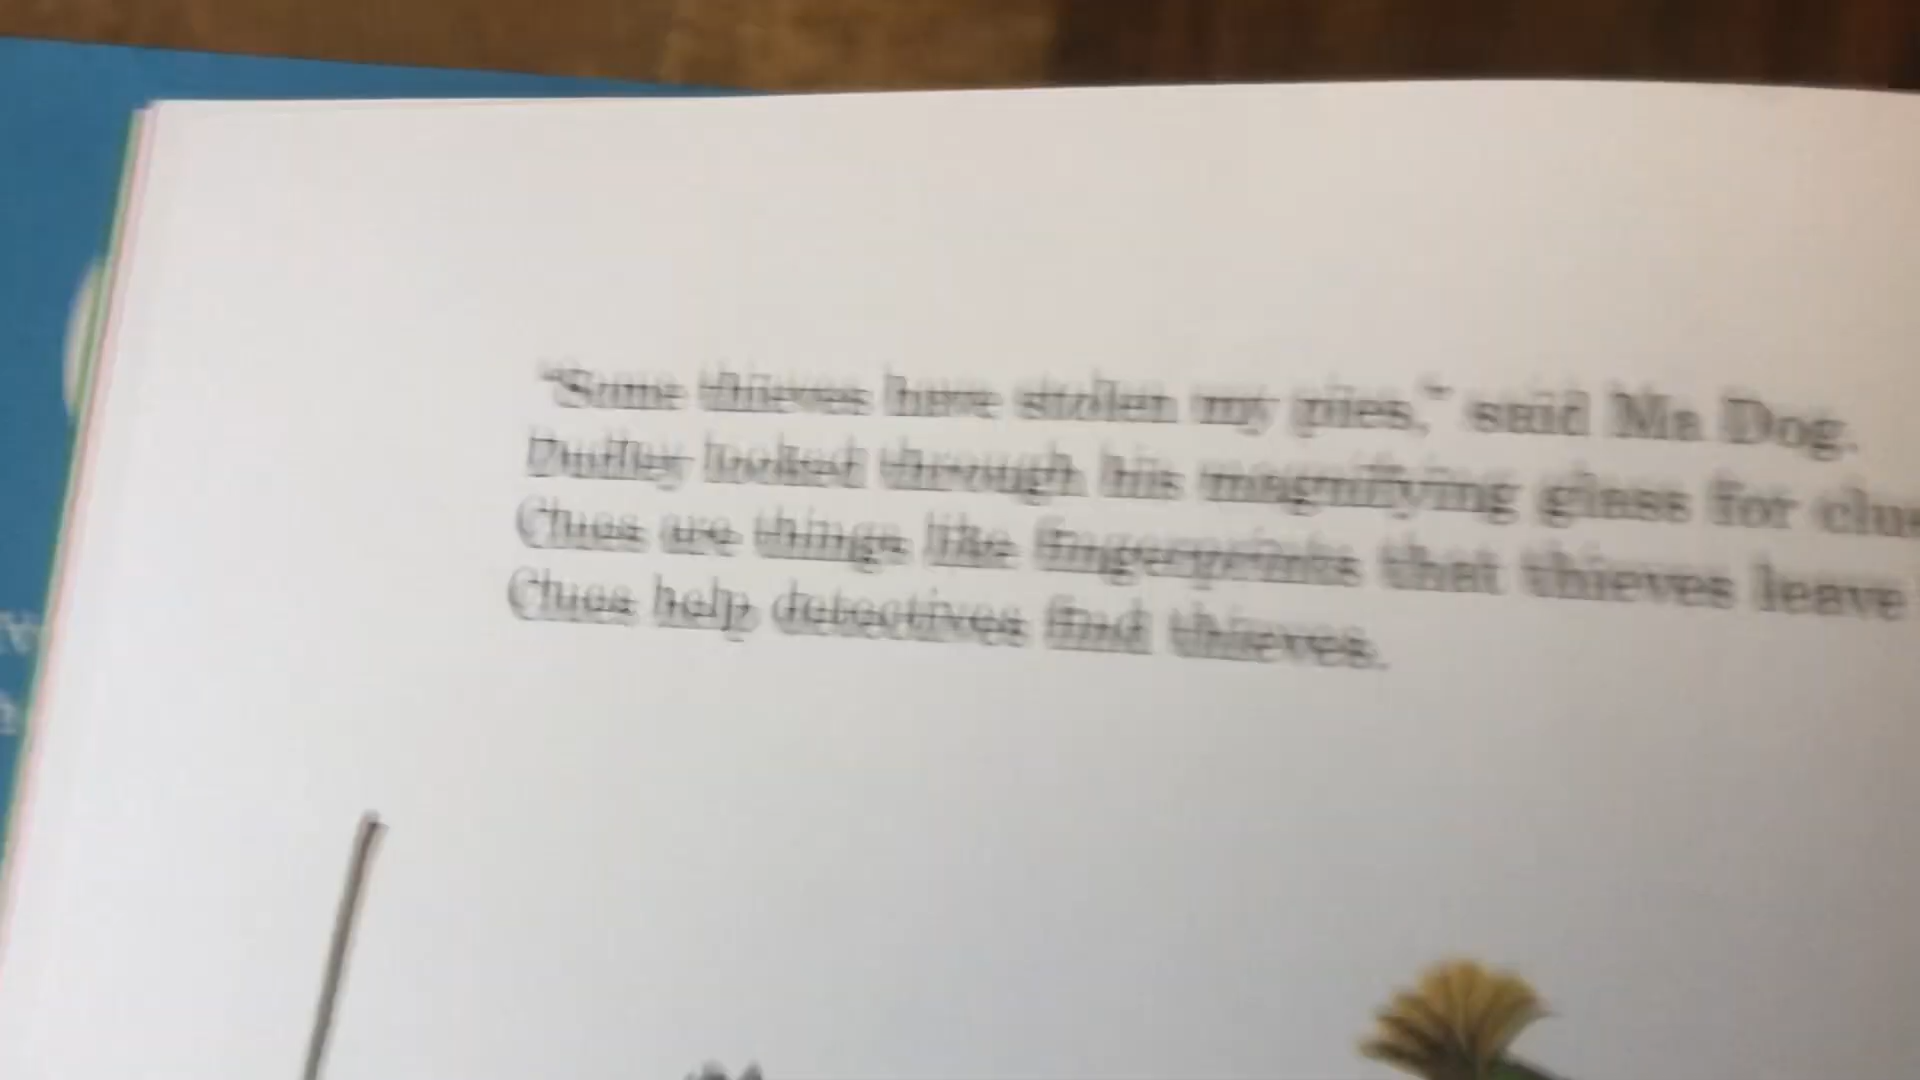 "Some thieves have stolen my pies," said Ma Dog.
Dudley looked through his magnifying glass for
Clues are things like fingerprints that thieves leave
Clues help detectives find thieves.